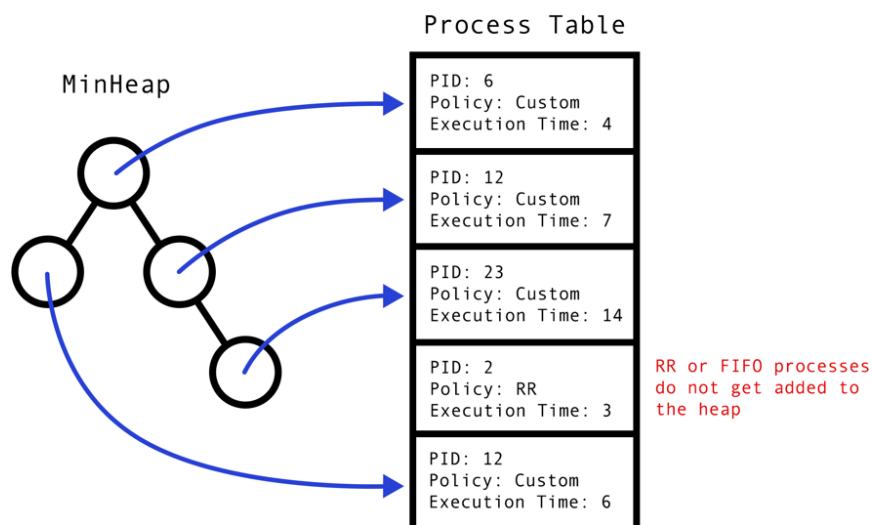 Process Table
MinHeap
PID: 6
Policy: Custom
Execution Time: 4
PID: 12
Policy: Custom
Execution Time: 7
PID: 23
Policy: Custom
Execution Time: 14
PID: 2
Policy: RR
Execution Time: 3
RR or FIFO processes
do not get added to
the heap
PID: 12
Policy: Custom
Execution Time: 6